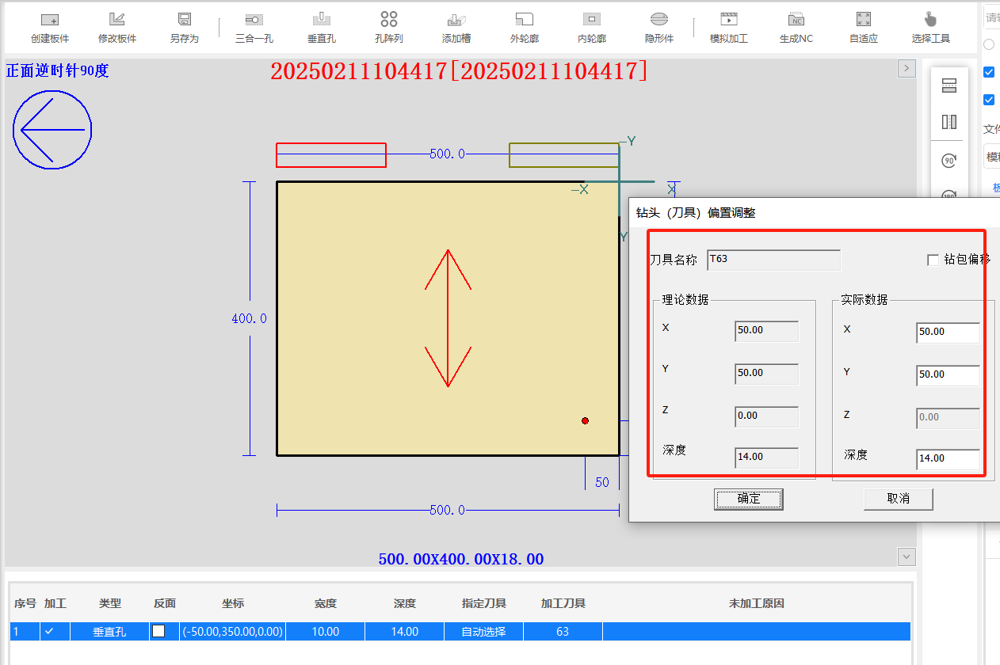 创建板件 修改板件 另存为 三合一孔 垂直孔 孔阵列 添加槽 外轮廓 内轮廓 隐形件 模拟加工 生成NC 自适应 选择工具
正面逆时针90度
20250211104417[20250211104417]
90
500.0
-Y
-X
X
Y
400.0
50
500.0
500.00X400.00X18.00
文件
钻头（刀具）偏置调整
刀具名称 T63 钻包偏移
理论数据 实际数据
X 50.00 X 50.00
Y 50.00 Y 50.00
Z 0.00 Z 0.00
深度 14.00 深度 14.00
确定 取消
序号 加工 类型 反面 坐标 宽度 深度 指定刀具 加工刀具 未加工原因
1 垂直孔 (-50.00,350.00,0.00) 10.00 14.00 自动选择 63